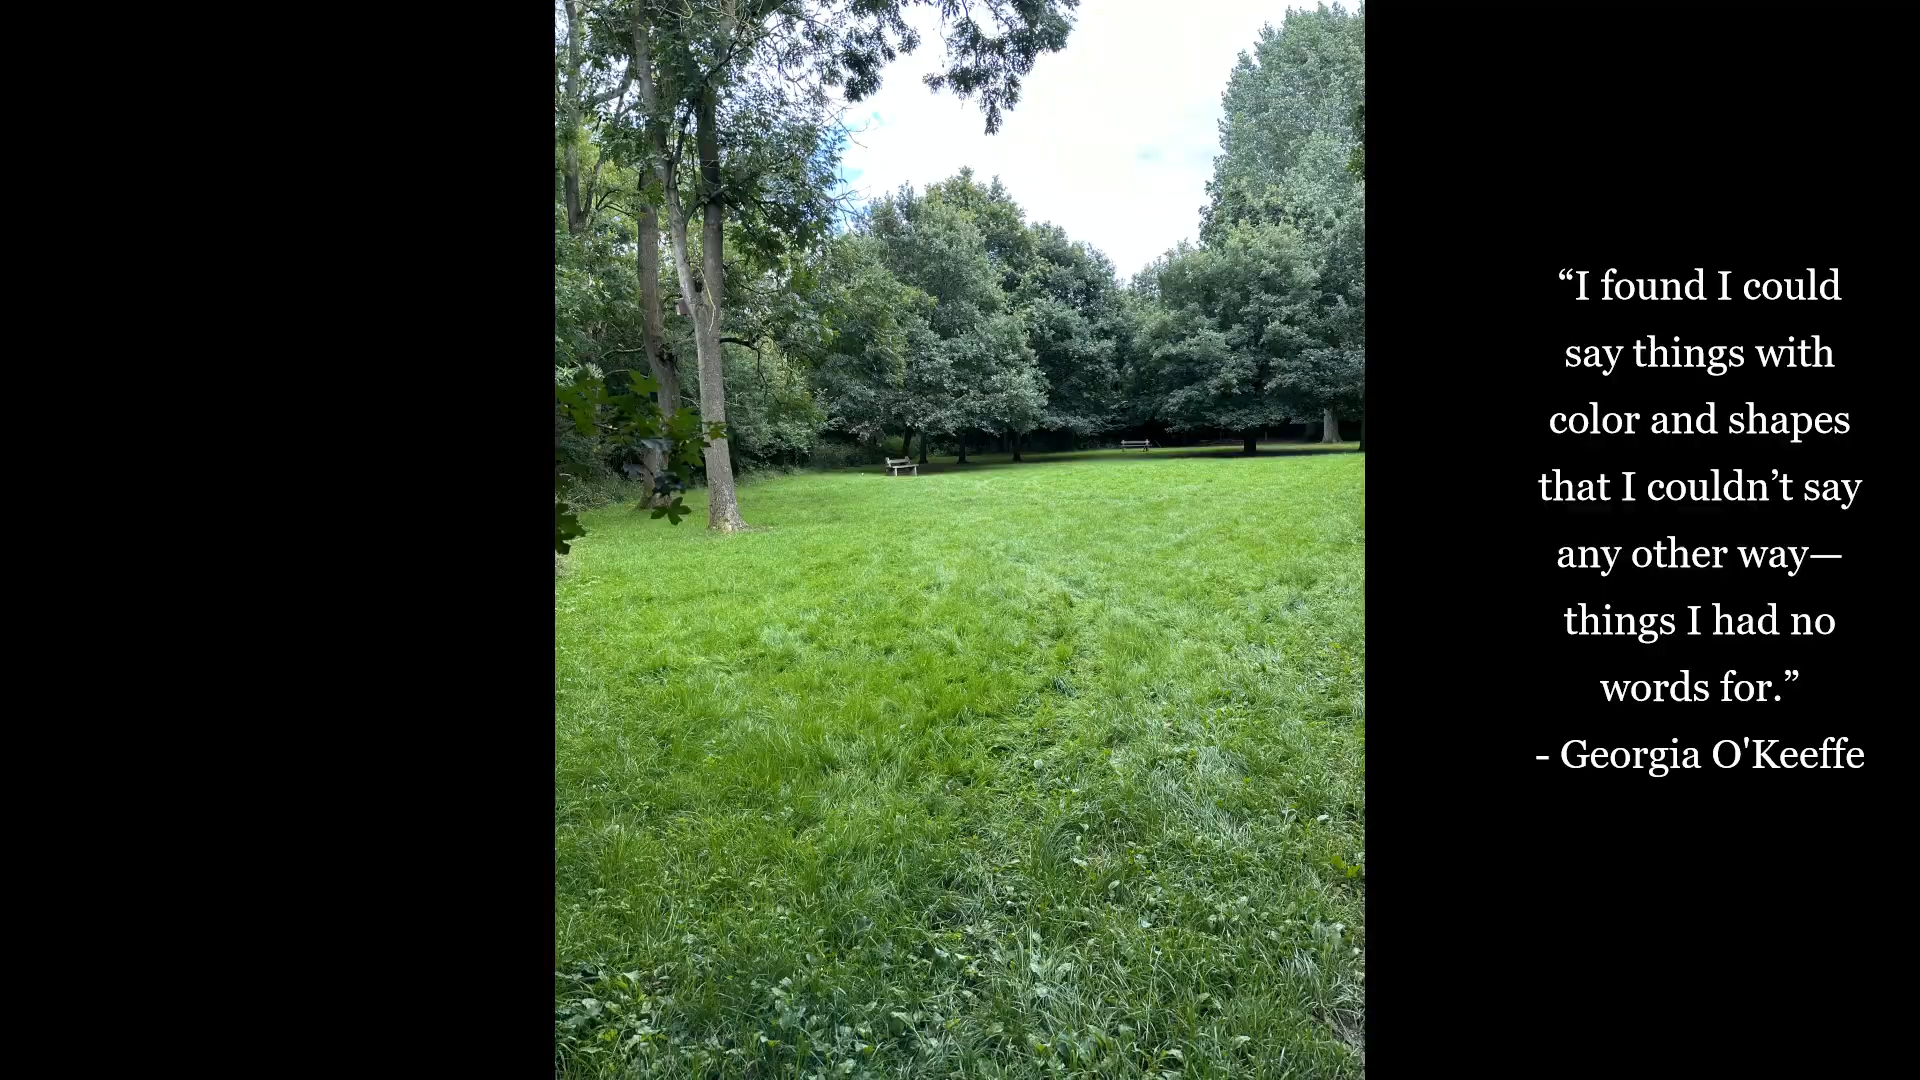 “I found I could
say things with
color and shapes
that I couldn’t say
any other way—
things I had no
words for.”
- Georgia O'Keeffe